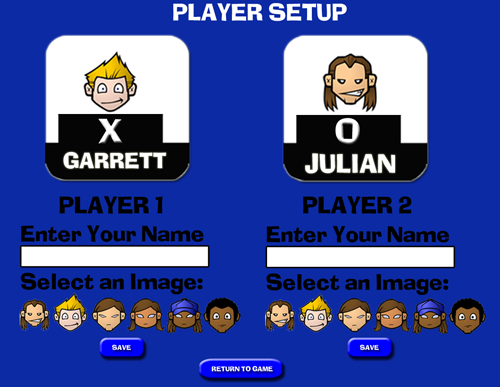 PLAYER SETUP
X
GARRETT
O
JULIAN
PLAYER 1
PLAYER 2
Enter Your Name
Enter Your Name
Select an Image:
Select an Image:
SAVE
SAVE
RETURN TO GAME